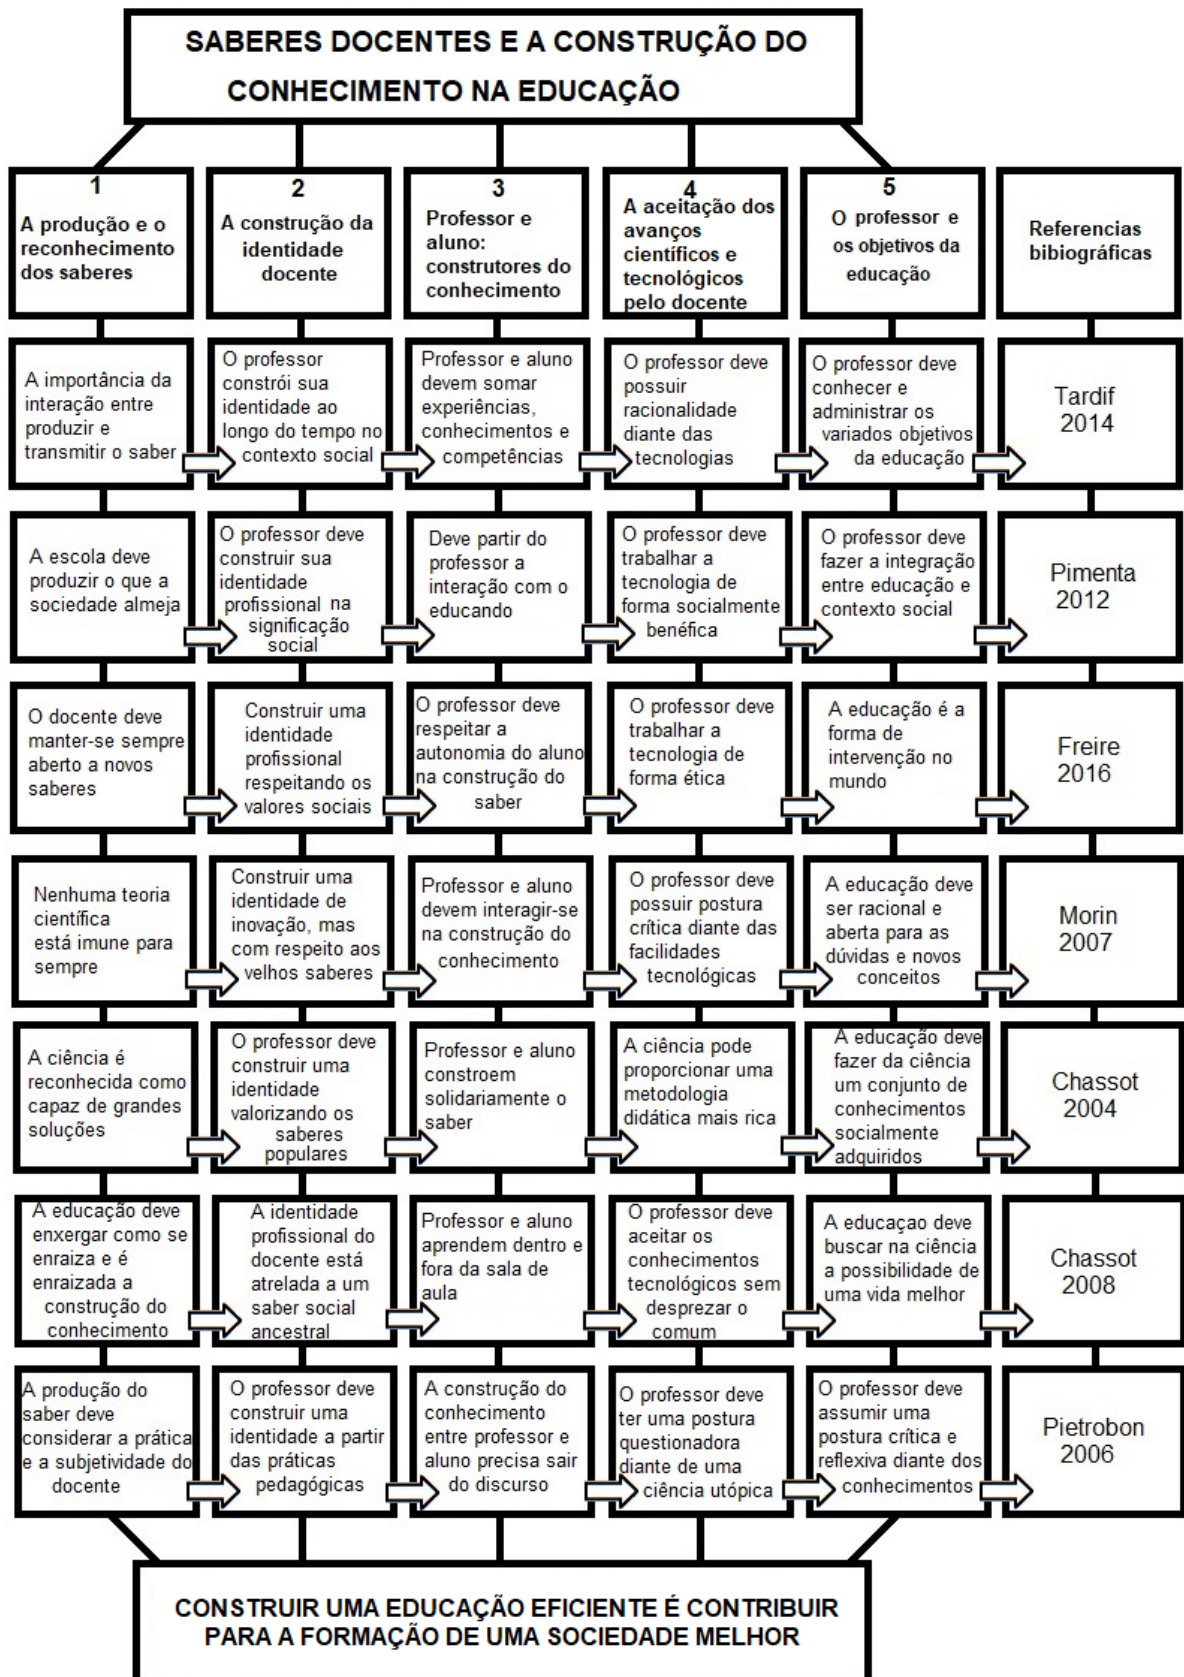 SABERES DOCENTES E A CONSTRUÇÃO DO
CONHECIMENTO NA EDUCAÇÃO
1
A produção e o
reconhecimento
dos saberes
2
A construção da
identidade
docente
3
Professor e
aluno:
construtores do
conhecimento
4
A aceitação dos
avanços
científicos e
tecnológicos
pelo docente
5
O professor e
os objetivos da
educação
Referencias
bibiográficas
A importância da
interação entre
produzir e
transmitir o saber
O professor
constrói sua
identidade ao
longo do tempo no
contexto social
Professor e aluno
devem somar
experiências,
conhecimentos e
competências
O professor deve
possuir
racionalidade
diante das
tecnologias
O professor deve
conhecer e
administrar os
variados objetivos
da educação
Tardif
2014
A escola deve
produzir o que a
sociedade almeja
O professor deve
construir sua
identidade
profissional na
significação
social
Deve partir do
professor a
interação com o
educando
O professor deve
trabalhar a
tecnologia de
forma socialmente
benéfica
O professor deve
fazer a integração
entre educação e
contexto social
Pimenta
2012
O docente deve
manter-se sempre
aberto a novos
saberes
Construir uma
identidade
profissional
respeitando os
valores sociais
O professor deve
respeitar a
autonomia do aluno
na construção do
saber
O professor deve
trabalhar a
tecnologia de
forma ética
A educação é a
forma de
intervenção no
mundo
Freire
2016
Nenhuma teoria
científica
está imune para
sempre
Construir uma
identidade de
inovação, mas
com respeito aos
velhos saberes
Professor e aluno
devem interagir-se
na construção do
conhecimento
O professor deve
possuir postura
crítica diante das
facilidades
tecnológicas
A educação deve
ser racional e
aberta para as
dúvidas e novos
conceitos
Morin
2007
A ciência é
reconhecida como
capaz de grandes
soluções
O professor deve
construir uma
identidade
valorizando os
saberes
populares
Professor e aluno
constroem
solidariamente o
saber
A ciência pode
proporcionar uma
metodologia
didática mais rica
A educação deve
fazer da ciência
um conjunto de
conhecimentos
socialmente
adquiridos
Chassot
2004
A educação deve
enxergar como se
enraiza e é
enraizada a
construção do
conhecimento
A identidade
profissional do
docente está
atrelada a um
saber social
ancestral
Professor e aluno
aprendem dentro e
fora da sala de
aula
O professor deve
aceitar os
conhecimentos
tecnológicos sem
desprezar o
comum
A educaçao deve
buscar na ciência
a possibilidade de
uma vida melhor
Chassot
2008
A produção do
saber deve
considerar a prática
e a subjetividade do
docente
O professor deve
construir uma
identidade a partir
das práticas
pedagógicas
A construção do
conhecimento
entre professor e
aluno precisa sair
do discurso
O professor deve
ter uma postura
questionadora
diante de uma
ciência utópica
O professor deve
assumir uma
postura crítica e
reflexiva diante dos
conhecimentos
Pietrobon
2006
CONSTRUIR UMA EDUCAÇÃO EFICIENTE É CONTRIBUIR
PARA A FORMAÇÃO DE UMA SOCIEDADE MELHOR